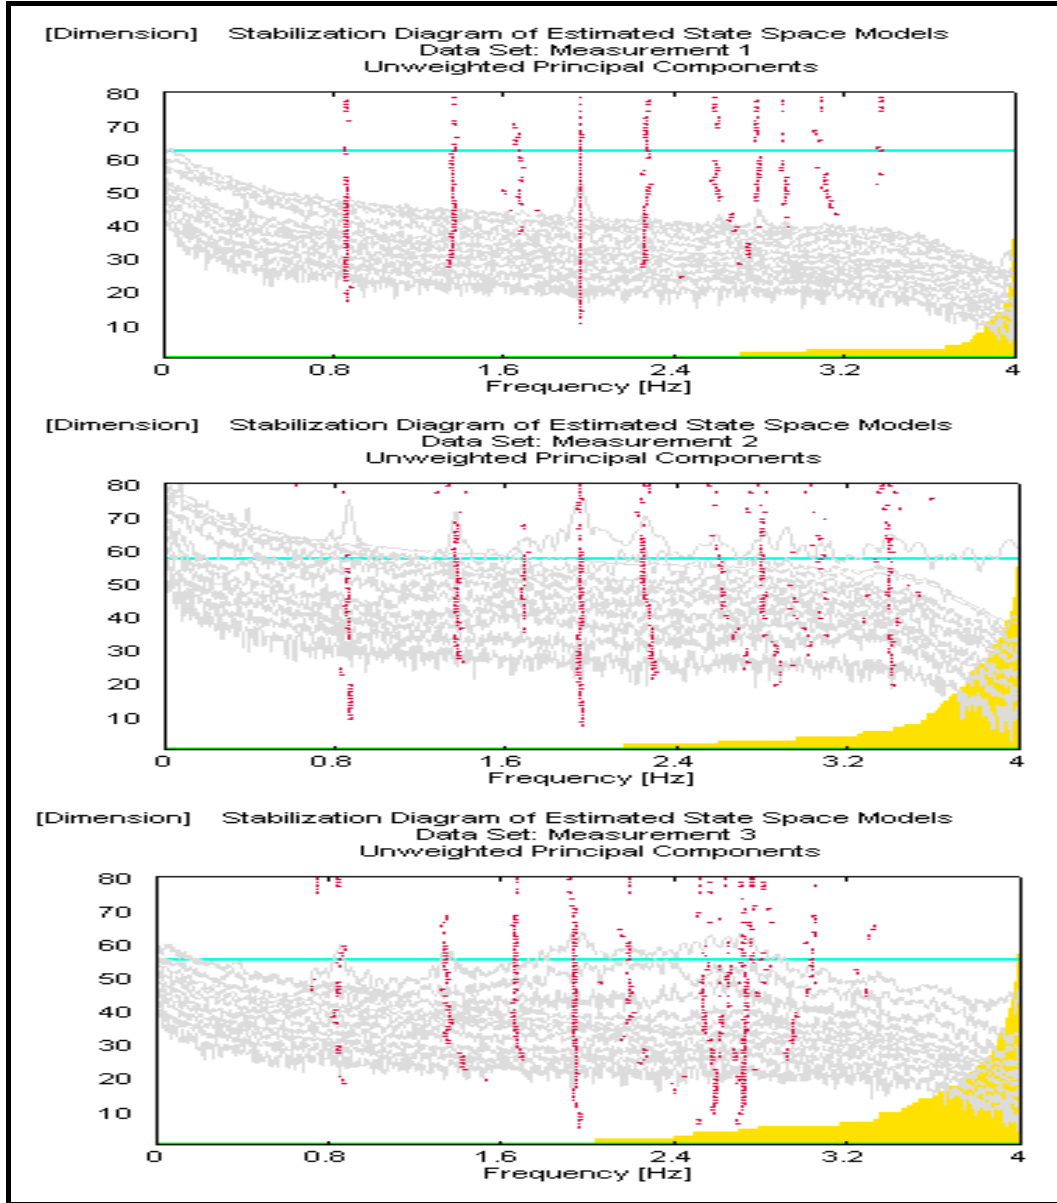 [Dimension] Stabilization Diagram of Estimated State Space Models
Data Set: Measurement 1
Unweighted Principal Components
80
70
60
50
40
30
20
10
0 0.8 1.6 2.4 3.2 4
Frequency [Hz]
[Dimension] Stabilization Diagram of Estimated State Space Models
Data Set: Measurement 2
Unweighted Principal Components
80
70
60
50
40
30
20
10
0 0.8 1.6 2.4 3.2 4
Frequency [Hz]
[Dimension] Stabilization Diagram of Estimated State Space Models
Data Set: Measurement 3
Unweighted Principal Components
80
70
60
50
40
30
20
10
0 0.8 1.6 2.4 3.2 4
Frequency [Hz]